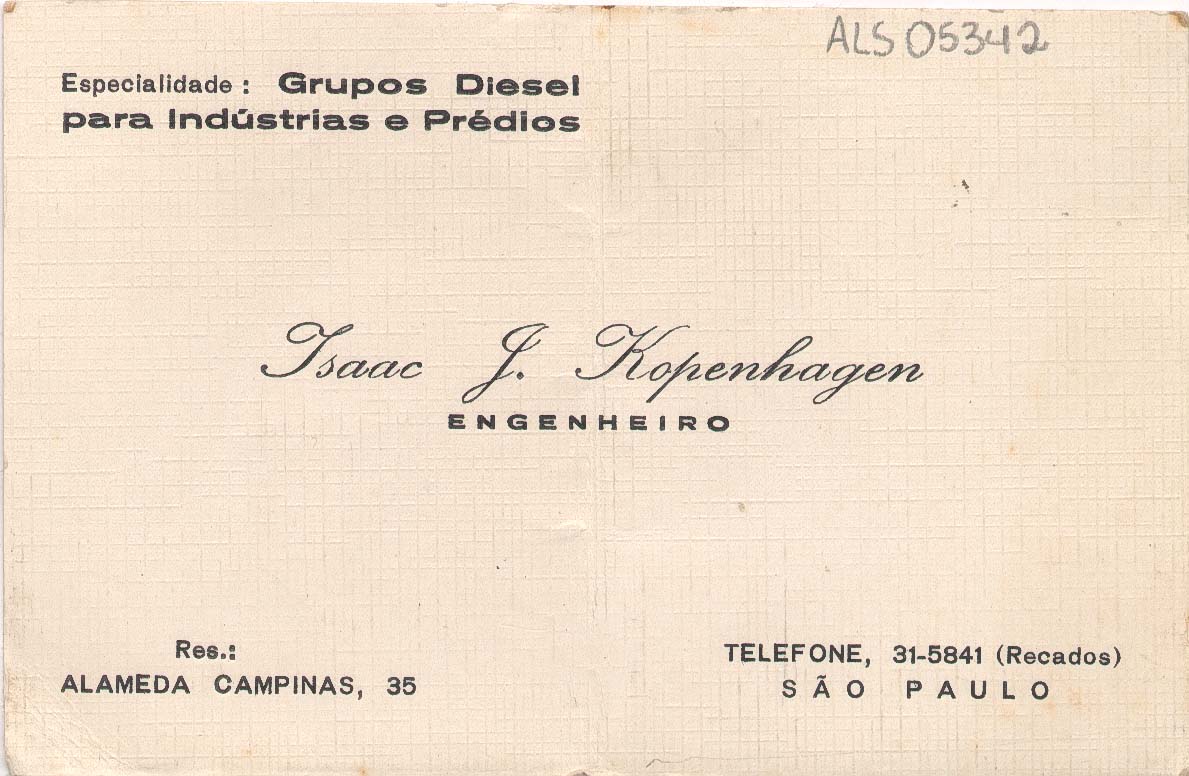 ALS 05342
Especialidade : Grupos Diesel
para Indústrias e Prédios
Isaac J. Kopenhagen
ENGENHEIRO
Res.:
ALAMEDA CAMPINAS, 35
TELEFONE, 31-5841 (Recados)
SÃO PAULO